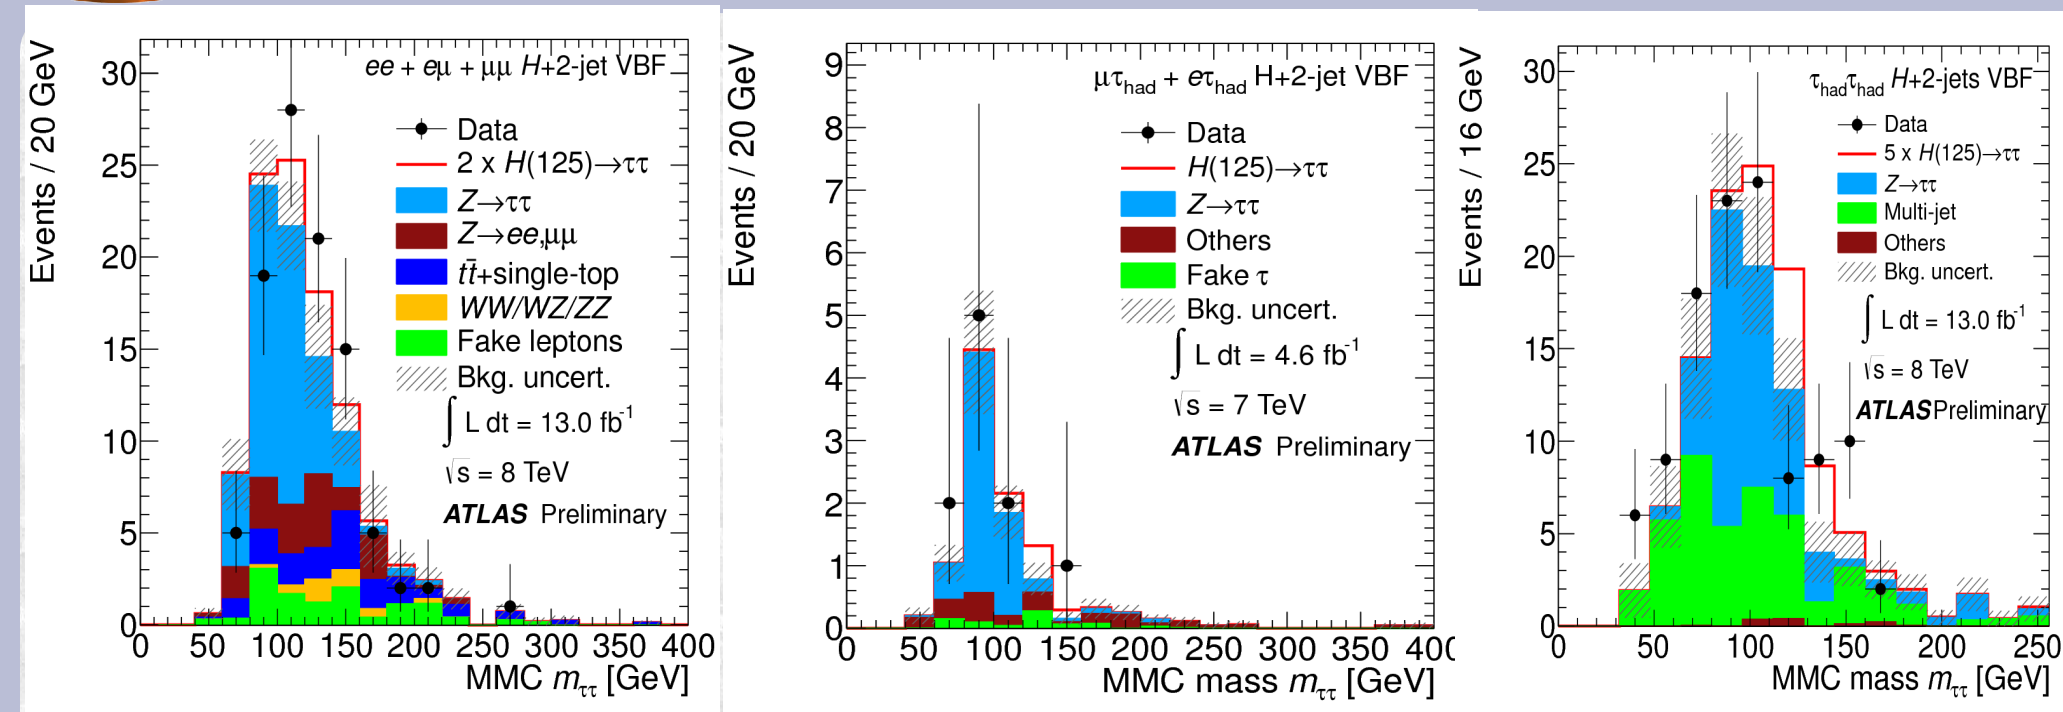 Events / 20 GeV
30
25
20
15
10
5
0
ee + eμ + μμ H+2-jet VBF
Data
2 x H(125)→ττ
Z→ττ
Z→ee,μμ
tt̄+single-top
WW/WZ/ZZ
Fake leptons
Bkg. uncert.
∫ L dt = 13.0 fb⁻¹
√s = 8 TeV
ATLAS Preliminary
0 50 100 150 200 250 300 350 400
MMC mττ [GeV]
Events / 20 GeV
9
8
7
6
5
4
3
2
1
0
μτhad + eτhad H+2-jet VBF
Data
H(125)→ττ
Z→ττ
Others
Fake τ
Bkg. uncert.
∫ L dt = 4.6 fb⁻¹
√s = 7 TeV
ATLAS Preliminary
0 50 100 150 200 250 300 350 400
MMC mass mττ [GeV]
Events / 16 GeV
30
25
20
15
10
5
0
τhadτhad H+2-jets VBF
Data
5 x H(125)→ττ
Z→ττ
Multi-jet
Others
Bkg. uncert.
∫ L dt = 13.0 fb⁻¹
√s = 8 TeV
ATLAS Preliminary
0 50 100 150 200 250
MMC mass mττ [GeV]